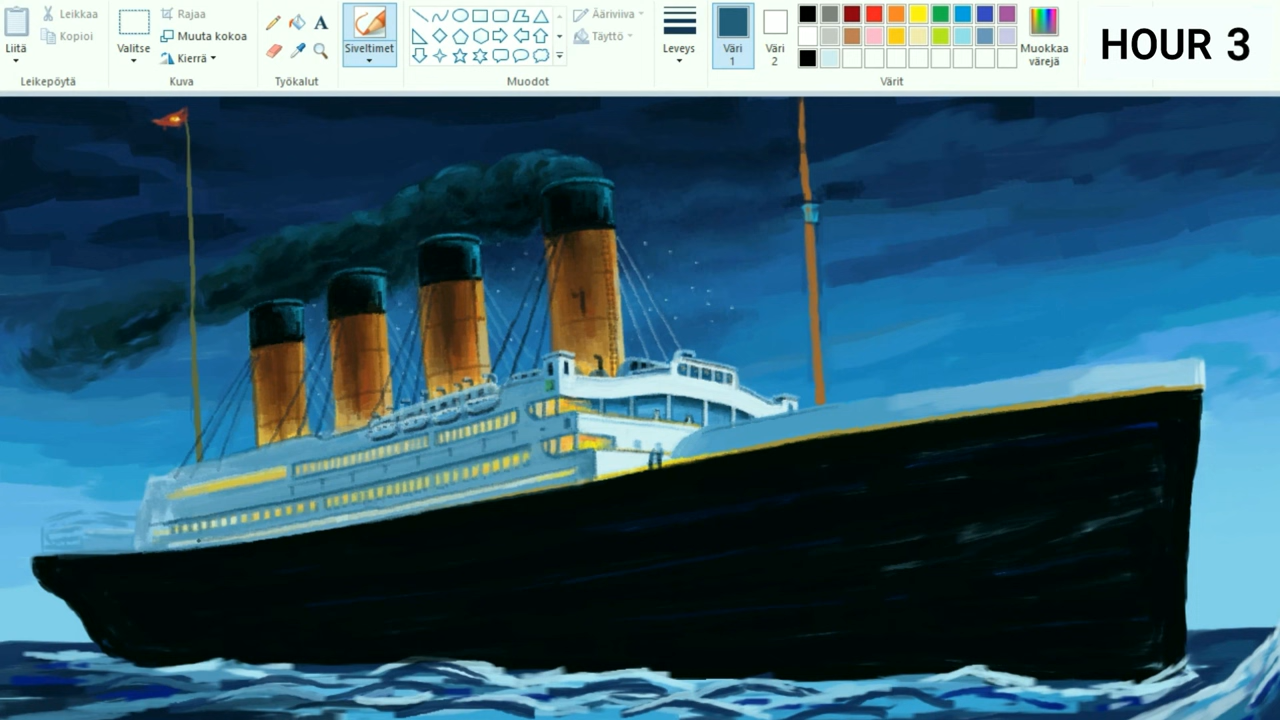 Liitä
Leikkaa
Kopioi
Leikepöytä
Valitse
Rajaa
Muuta kokoa
Kierrä
Kuva
A
Työkalut
Siveltimet
Muodot
Ääriviiva
Täyttö
Leveys
Väri
1
Väri
2
Värit
Muokkaa
värejä
HOUR 3